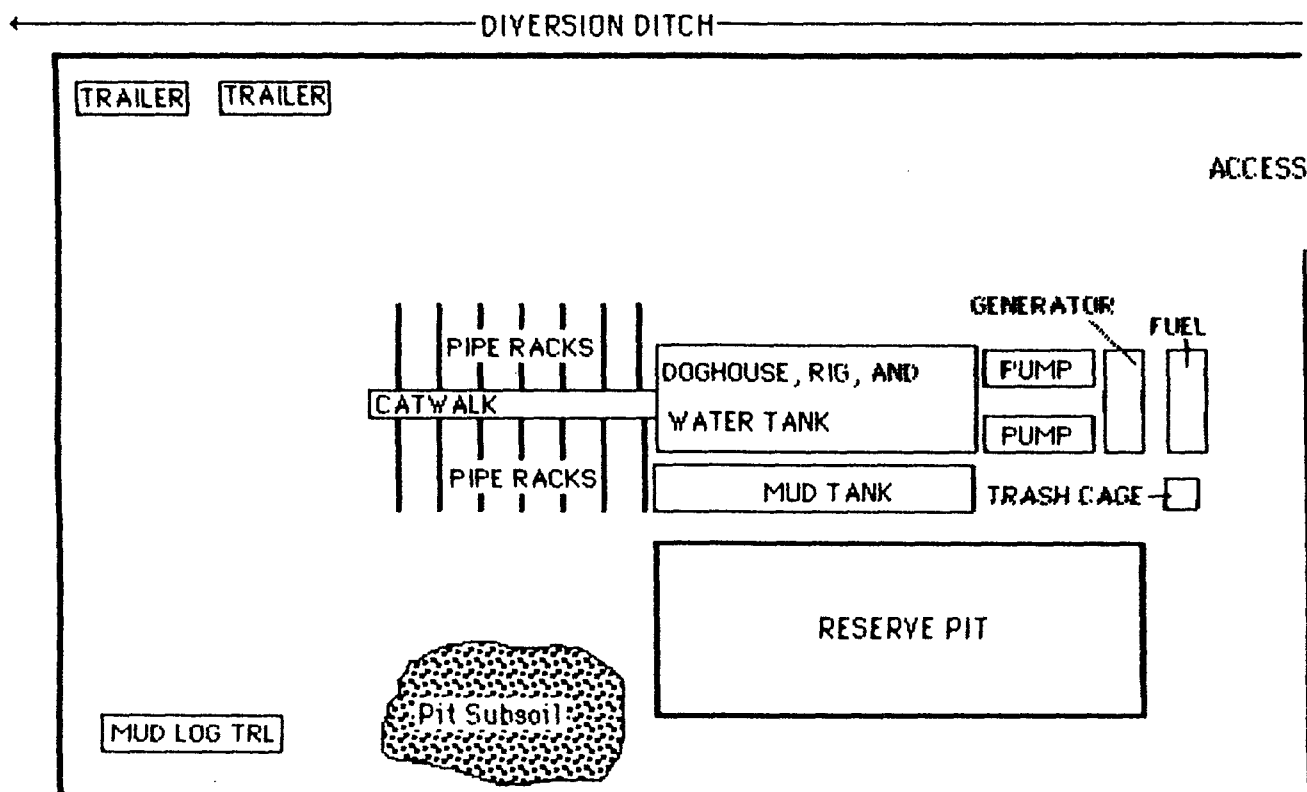 DIVERSION DITCH
TRAILER
TRAILER
ACCESS
GENERATOR
FUEL
PIPE RACKS
DOGHOUSE, RIG, AND
WATER TANK
PUMP
CATWALK
PUMP
PIPE RACKS
MUD TANK
TRASH CAGE
RESERVE PIT
Pit Subsoil
MUD LOG TRL